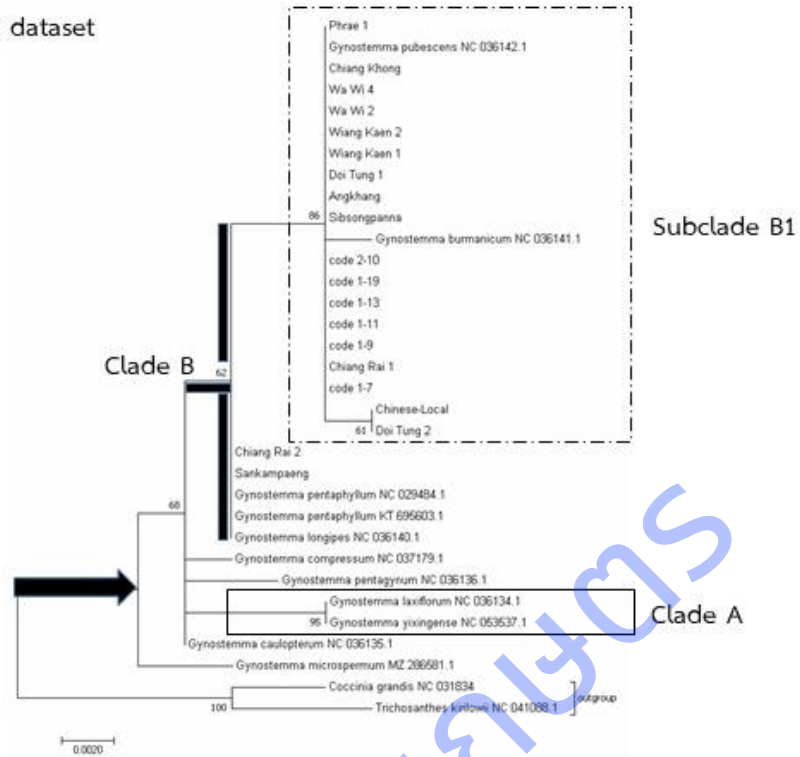 dataset
Phrae 1
Gynostemma pubescens NC 036142.1
Chiang Khong
Wa Wi 4
Wa Wi 2
Wiang Kaen 2
Wiang Kaen 1
Doi Tung 1
Angkhang
86
Sibsongpanna
Subclade B1
Gynostemma burmanicum NC 036141.1
code 2-10
code 1-19
code 1-13
code 1-11
code 1-9
Clade B
62
Chiang Rai 1
code 1-7
Chinese-Local
61
Doi Tung 2
Chiang Rai 2
Sankampaeng
Gynostemma pentaphyllum NC 029484.1
60
Gynostemma pentaphyllum KT 695603.1
Gynostemma longipes NC 036140.1
Gynostemma compressum NC 037179.1
Gynostemma pentagynum NC 036136.1
Gynostemma laxiflorum NC 036134.1
Clade A
95
Gynostemma yixingense NC 053537.1
Gynostemma caulopterum NC 036135.1
Gynostemma microspermum MZ 286581.1
Coccinia grandis NC 031834
outgroup
100
Trichosanthes kirilowii NC 041088.1
0.0020